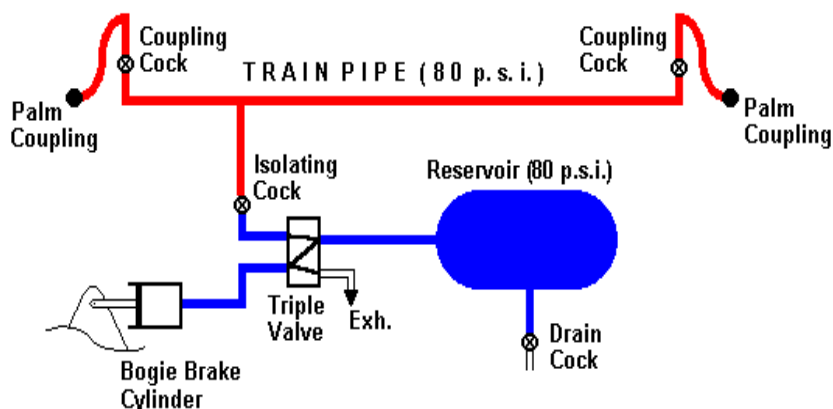 Coupling
Cock
TRAIN PIPE (80 p.s.i.)
Coupling
Cock
Palm
Coupling
Palm
Coupling
Isolating
Cock
Reservoir (80 p.s.i.)
Triple
Valve
Exh.
Drain
Cock
Bogie Brake
Cylinder